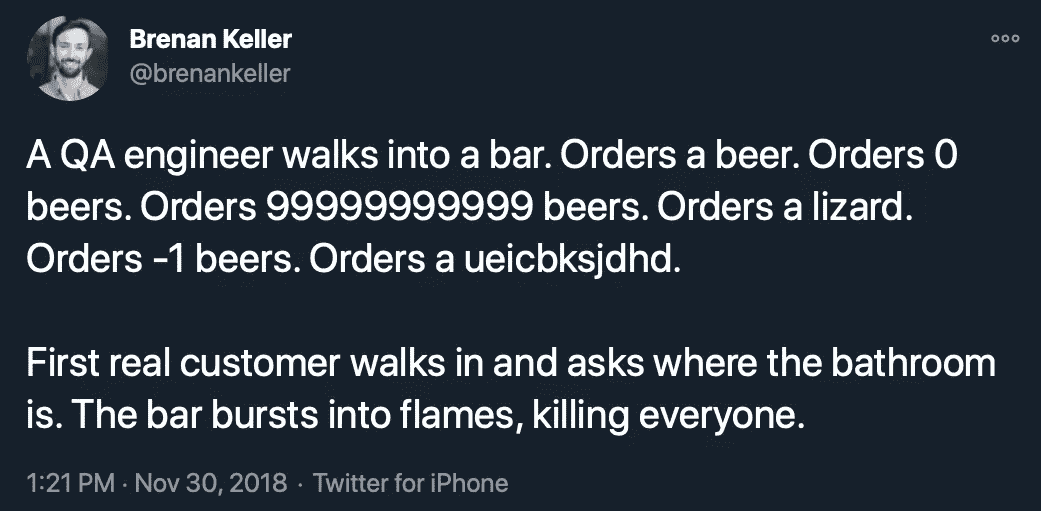 Brenan Keller
@brenankeller
A QA engineer walks into a bar. Orders a beer. Orders 0
beers. Orders 99999999999 beers. Orders a lizard.
Orders -1 beers. Orders a ueicbksjdhd.
First real customer walks in and asks where the bathroom
is. The bar bursts into flames, killing everyone.
1:21 PM · Nov 30, 2018 · Twitter for iPhone